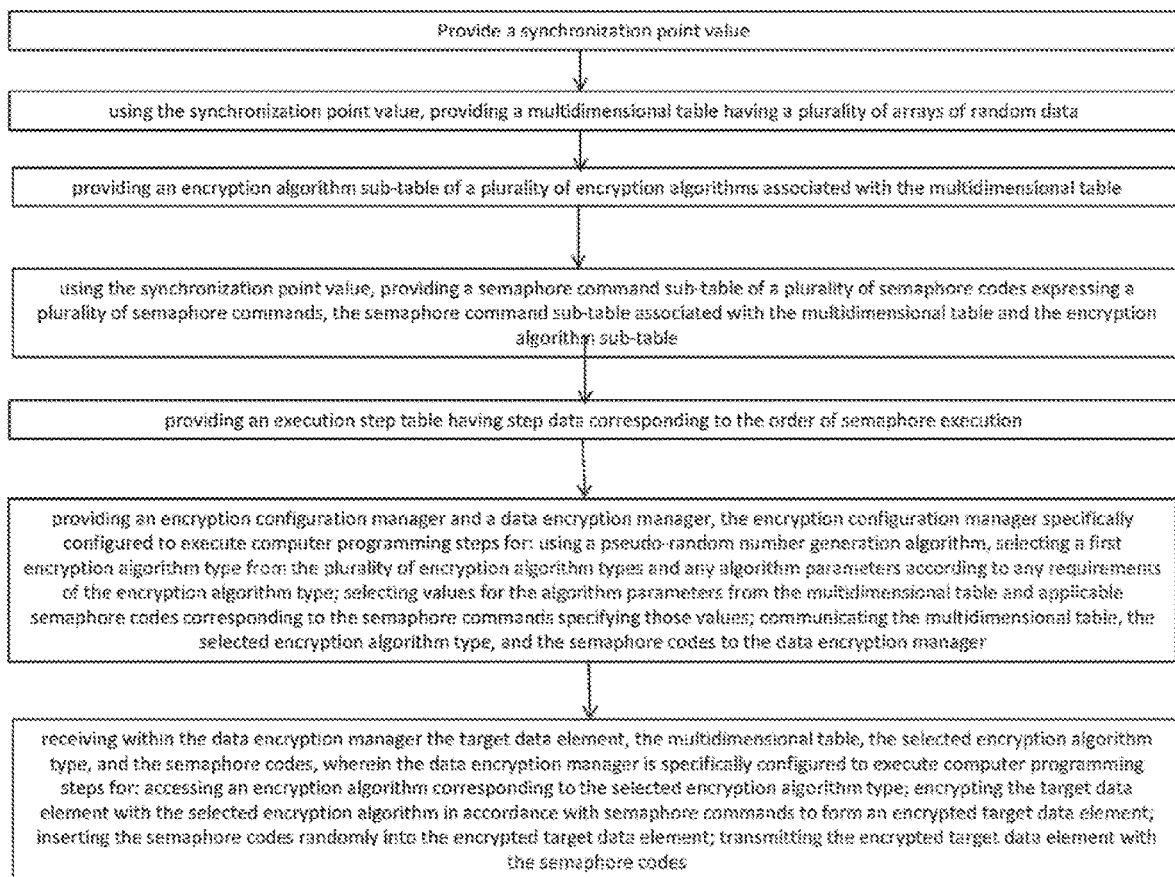 Provide a synchronization point value
using the synchronization point value, providing a multidimensional table having a plurality of arrays of random data
providing an encryption algorithm sub-table of a plurality of encryption algorithms associated with the multidimensional table
using the synchronization point value, providing a semaphore command sub-table of a plurality of semaphore codes expressing a
plurality of semaphore commands, the semaphore command sub-table associated with the multidimensional table and the encryption
algorithm sub-table
providing an execution step table having step data corresponding to the order of semaphore execution
providing an encryption configuration manager and a data encryption manager, the encryption configuration manager specifically
configured to execute computer programming steps for: using a pseudo-random number generation algorithm, selecting a first
encryption algorithm type from the plurality of encryption algorithm types and any algorithm parameters according to any requirements
of the encryption algorithm type; selecting values for the algorithm parameters from the multidimensional table and applicable
semaphore codes corresponding to the semaphore commands specifying those values; communicating the multidimensional table, the
selected encryption algorithm type, and the semaphore codes to the data encryption manager
receiving within the data encryption manager the target data element, the multidimensional table, the selected encryption algorithm
type, and the semaphore codes, wherein the data encryption manager is specifically configured to execute computer programming
steps for: accessing an encryption algorithm corresponding to the selected encryption algorithm type; encrypting the target data
element with the selected encryption algorithm in accordance with semaphore commands to form an encrypted target data element;
inserting the semaphore codes randomly into the encrypted target data element; transmitting the encrypted target data element with
the semaphore codes